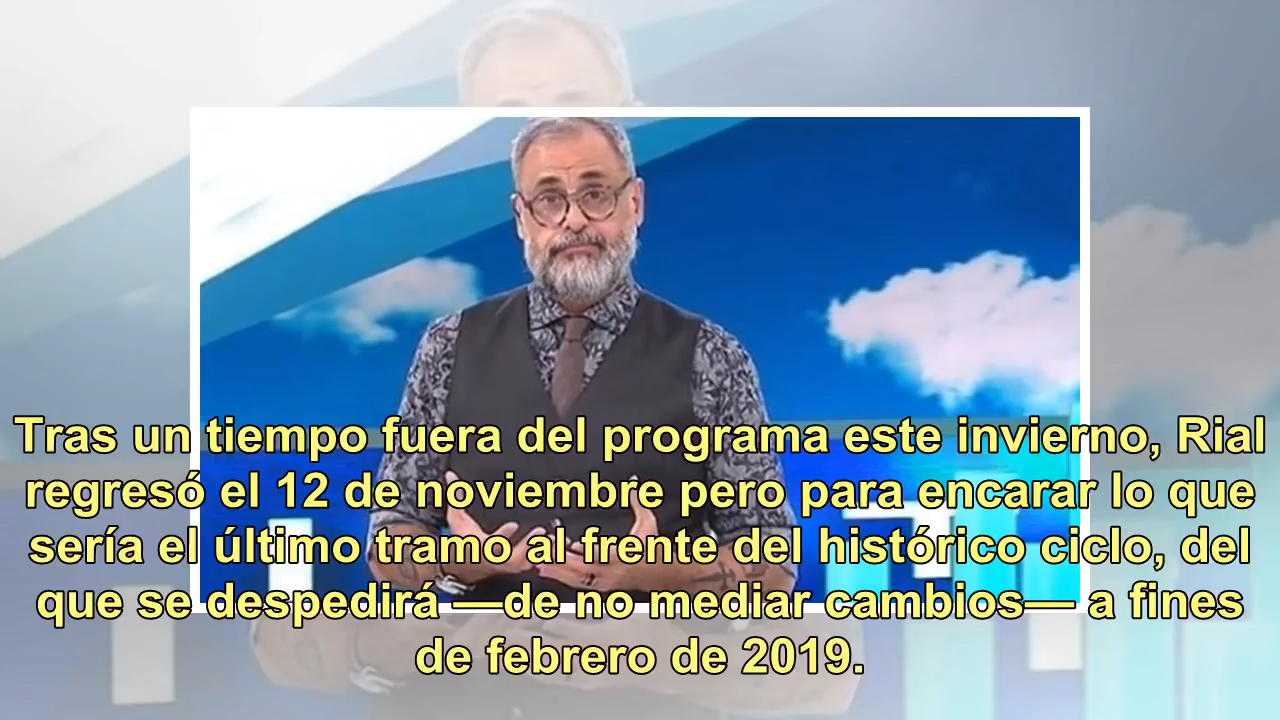 Tras un tiempo fuera del programa este invierno, Rial
regresó el 12 de noviembre pero para encarar lo que
sería el último tramo al frente del histórico ciclo, del
que se despedirá —de no mediar cambios— a fines
de febrero de 2019.